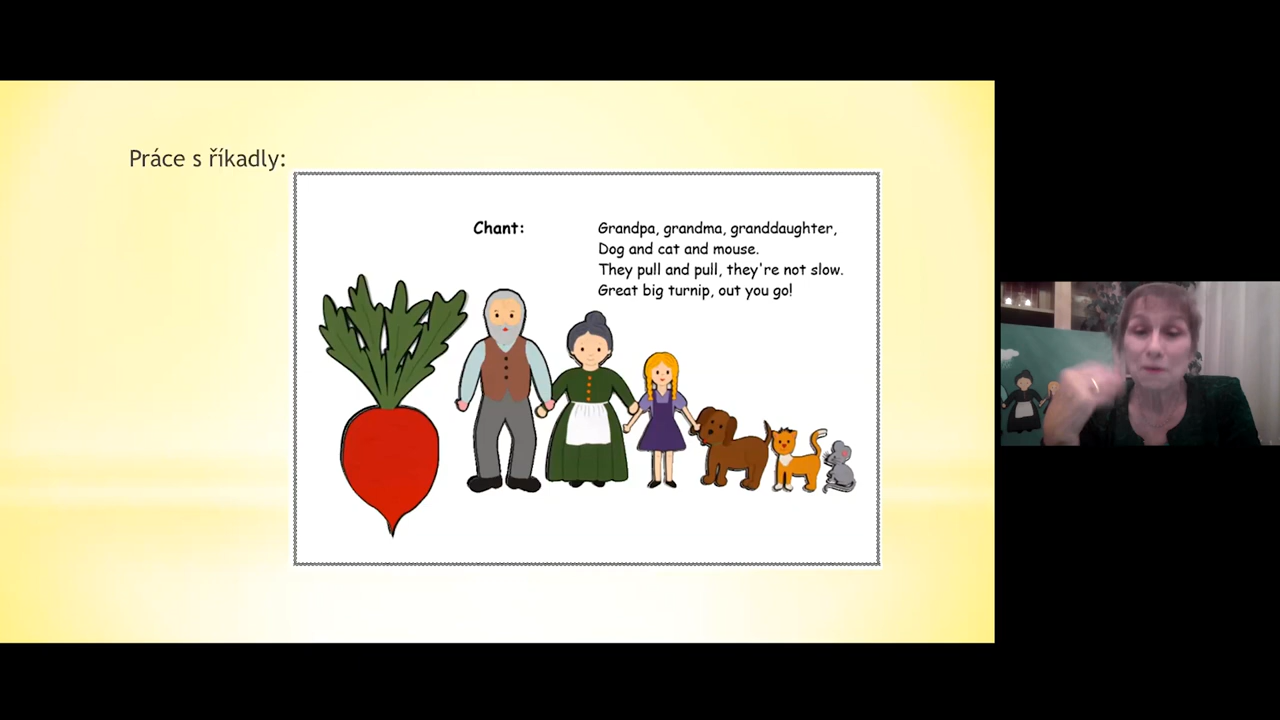 Práce s říkadly:
Chant:
Grandpa, grandma, granddaughter,
Dog and cat and mouse.
They pull and pull, they're not slow.
Great big turnip, out you go!